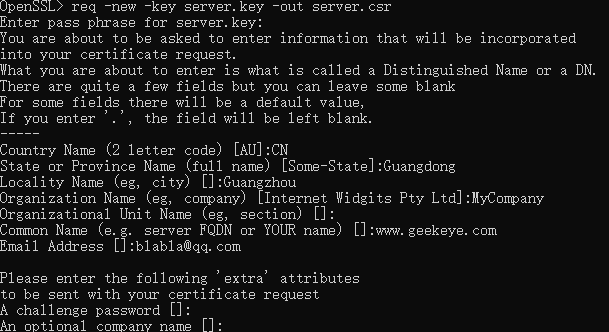 OpenSSL> req -new -key server.key -out server.csr
Enter pass phrase for server.key:
You are about to be asked to enter information that will be incorporated
into your certificate request.
What you are about to enter is what is called a Distinguished Name or a DN.
There are quite a few fields but you can leave some blank
For some fields there will be a default value,
If you enter '.', the field will be left blank.
-----
Country Name (2 letter code) [AU]:CN
State or Province Name (full name) [Some-State]:Guangdong
Locality Name (eg, city) []:Guangzhou
Organization Name (eg, company) [Internet Widgits Pty Ltd]:MyCompany
Organizational Unit Name (eg, section) []:
Common Name (e.g. server FQDN or YOUR name) []:www.geekeye.com
Email Address []:blabla@qq.com
Please enter the following 'extra' attributes
to be sent with your certificate request
A challenge password []:
An optional company name []: